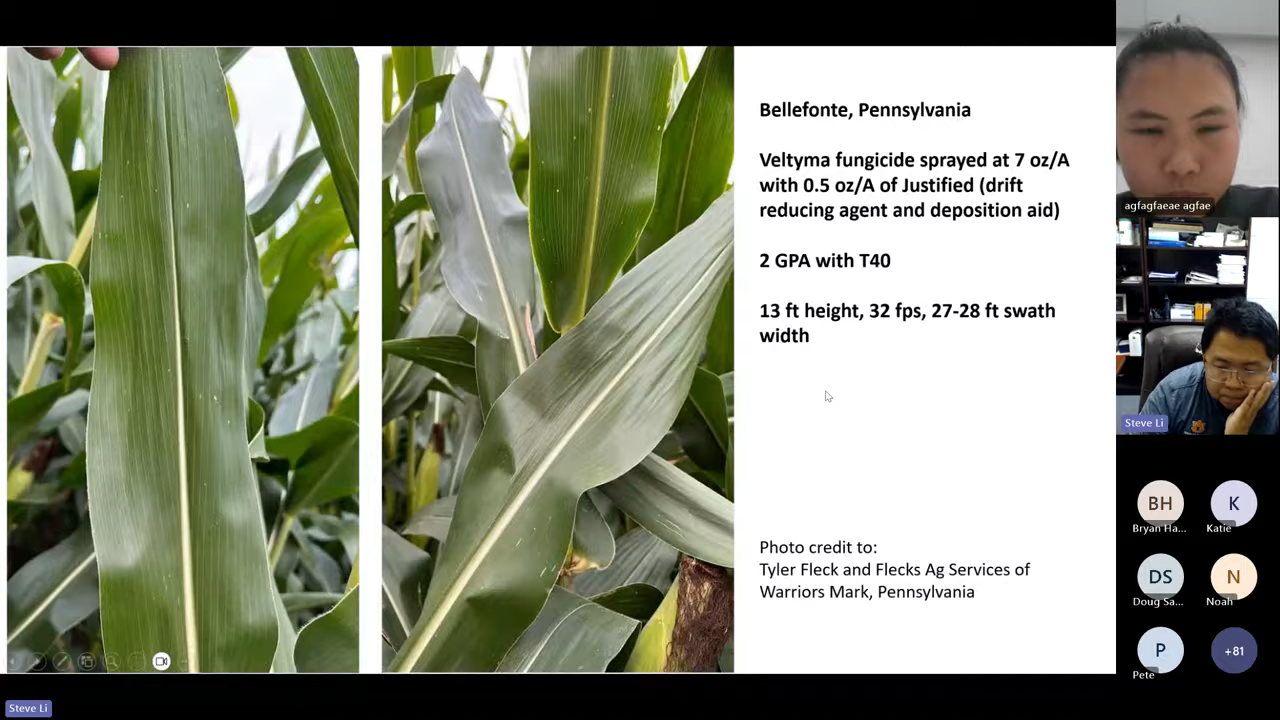 Bellefonte, Pennsylvania
Veltyma fungicide sprayed at 7 oz/A
with 0.5 oz/A of Justified (drift
reducing agent and deposition aid)
2 GPA with T40
13 ft height, 32 fps, 27-28 ft swath
width
Photo credit to:
Tyler Fleck and Flecks Ag Services of
Warriors Mark, Pennsylvania
agfagfaeae agfae
Steve Li
BH
Bryan Ha...
K
Katie
DS
Doug Sa...
N
Noah
P
Pete
+81
Steve Li